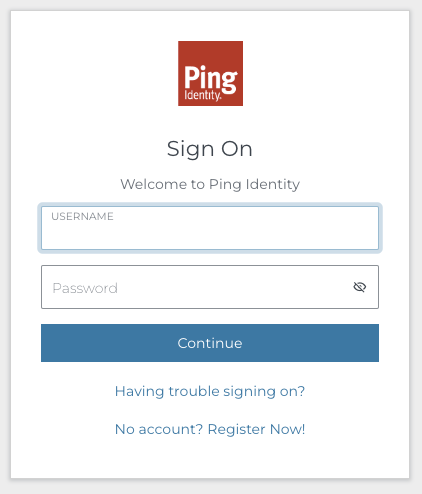 Ping
Identity.
Sign On
Welcome to Ping Identity
USERNAME
Password
Continue
Having trouble signing on?
No account? Register Now!